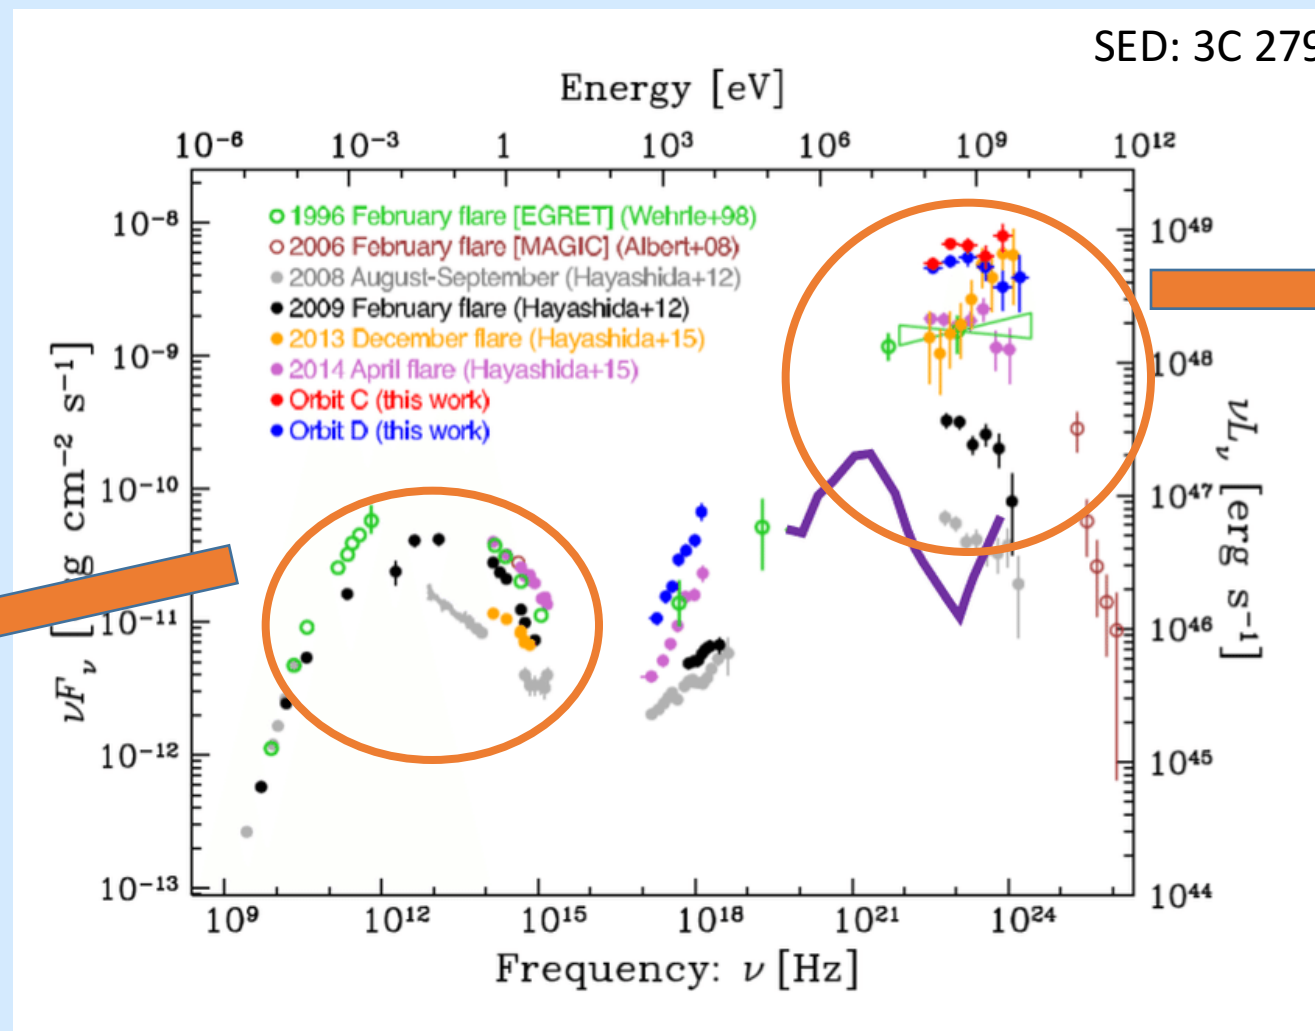 SED: 3C 279
Energy [eV]
10⁻⁶ 10⁻³ 1 10³ 10⁶ 10⁹ 10¹²
1996 February flare [EGRET] (Wehrle+98)
2006 February flare [MAGIC] (Albert+08)
2008 August-September (Hayashida+12)
2009 February flare (Hayashida+12)
2013 December flare (Hayashida+15)
2014 April flare (Hayashida+15)
Orbit C (this work)
Orbit D (this work)
10⁻⁸
10⁻⁹
10⁻¹⁰
10⁻¹¹
10⁻¹²
10⁻¹³
νFν [ g cm⁻² s⁻¹]
10⁴⁹
10⁴⁸
10⁴⁷
10⁴⁶
10⁴⁵
10⁴⁴
νLν [erg s⁻¹]
10⁹ 10¹² 10¹⁵ 10¹⁸ 10²¹ 10²⁴
Frequency: ν [Hz]